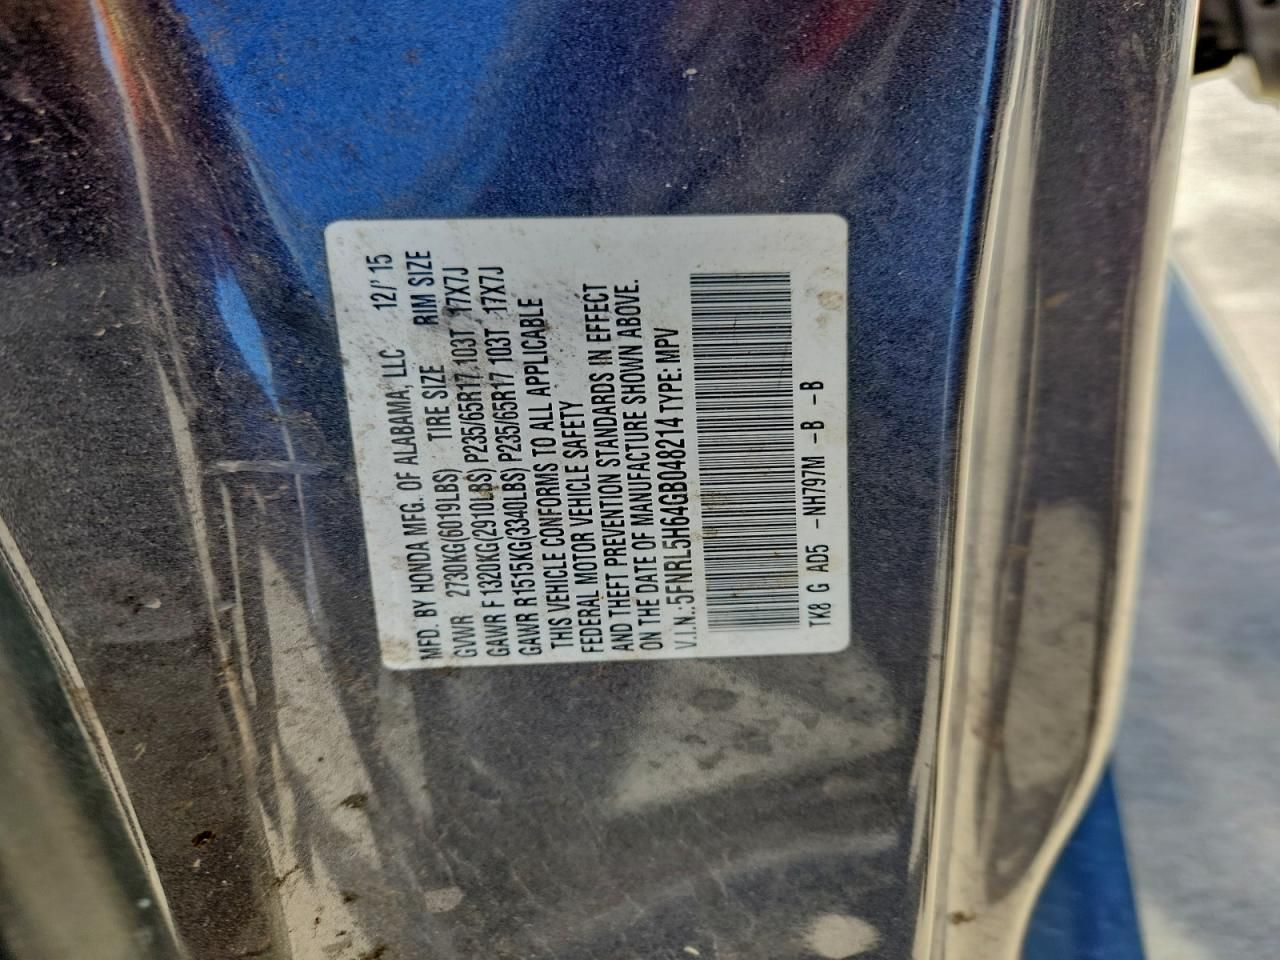 MFD. BY HONDA MFG. OF ALABAMA, LLC 12/'15
GVWR 2730KG(6019LBS) TIRE SIZE RIM SIZE
GAWR F 1320KG(2910LBS) P235/65R17 103T 17X7J
GAWR R1515KG(3340LBS) P235/65R17 103T 17X7J
THIS VEHICLE CONFORMS TO ALL APPLICABLE
FEDERAL MOTOR VEHICLE SAFETY
AND THEFT PREVENTION STANDARDS IN EFFECT
ON THE DATE OF MANUFACTURE SHOWN ABOVE.
V.I.N.:5FNRL5H64GB048214 TYPE: MPV
TK8 G AD5 -NH797M -B -B